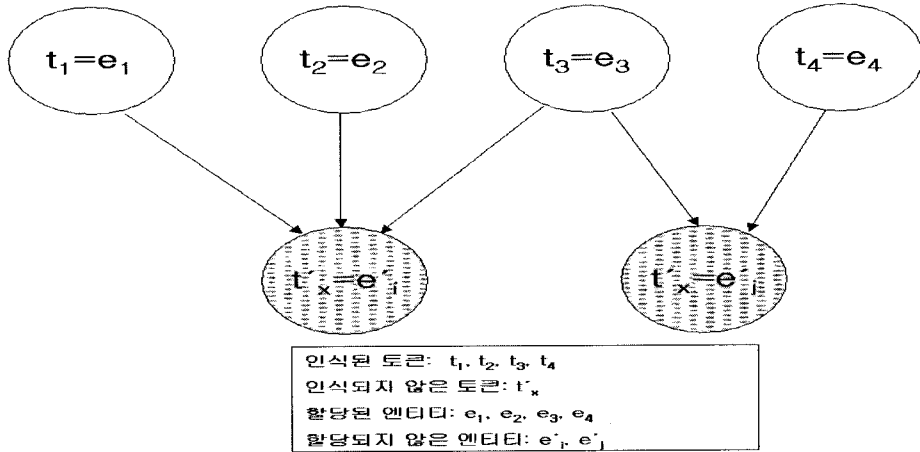 t₁=e₁ t₂=e₂ t₃=e₃ t₄=e₄
t´ₓ=e´ᵢ t´ₓ=e´ⱼ
인식된 토큰: t₁, t₂, t₃, t₄
인식되지 않은 토큰: t´ₓ
할당된 엔티티: e₁, e₂, e₃, e₄
할당되지 않은 엔티티: e´ᵢ, e´ⱼ